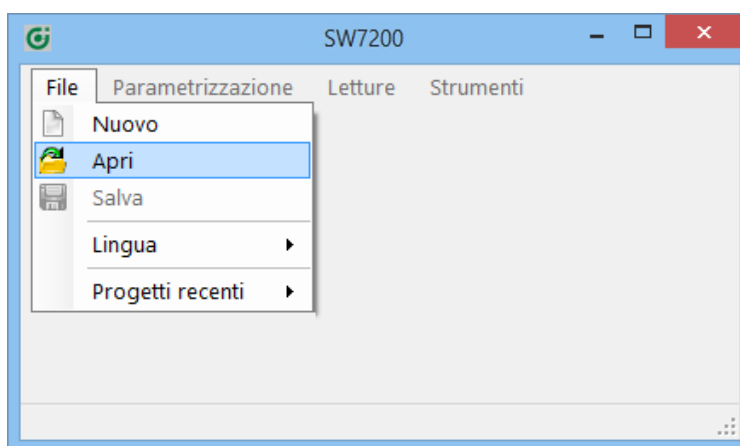 SW7200
File Parametrizzazione Letture Strumenti
Nuovo
Apri
Salva
Lingua
Progetti recenti